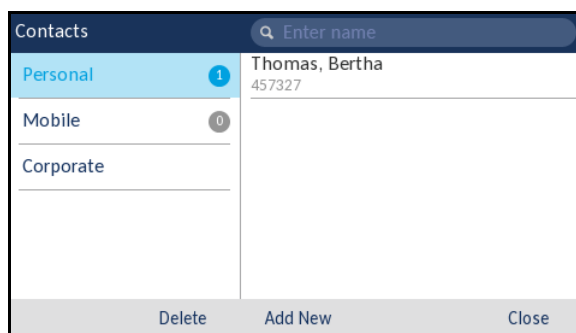 Contacts
Enter name
Personal 1
Mobile 0
Corporate
Thomas, Bertha
457327
Delete Add New Close